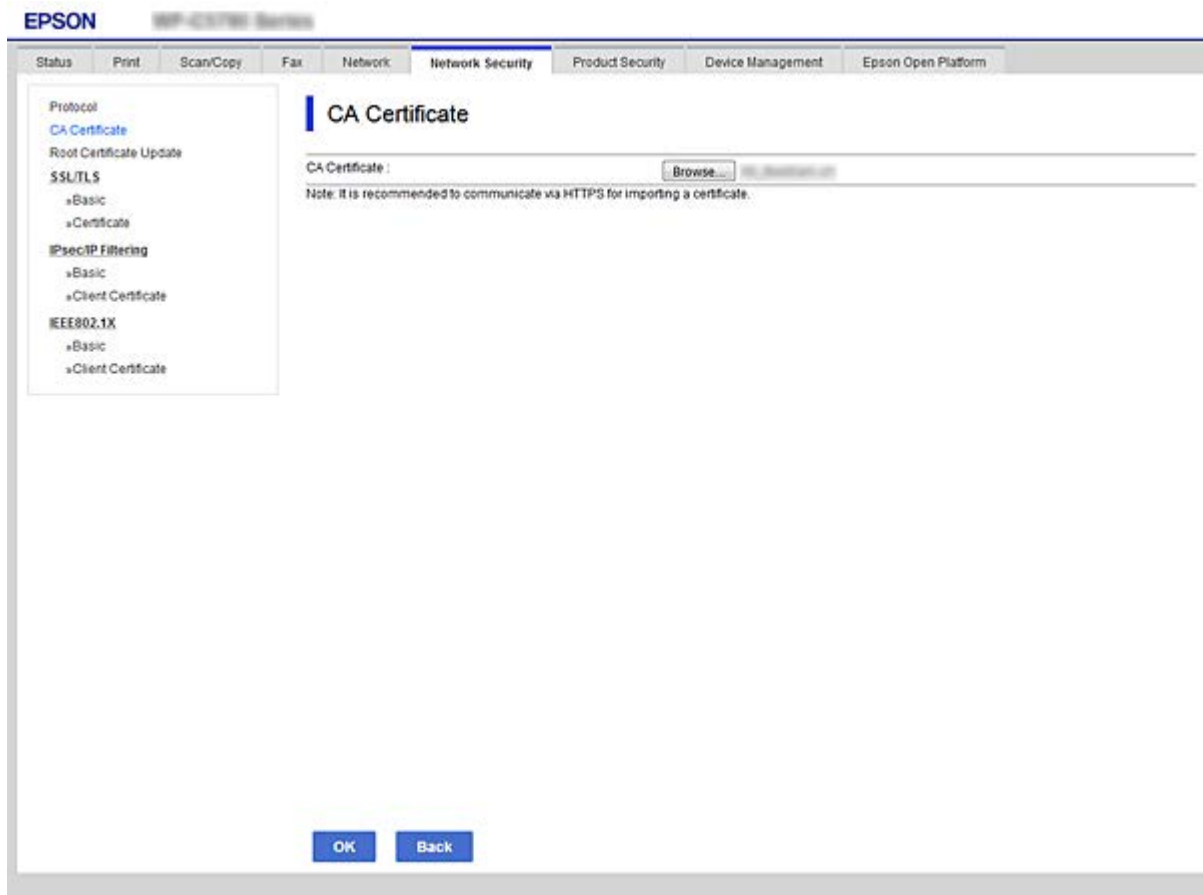 EPSON
Status Print Scan/Copy Fax Network Network Security Product Security Device Management Epson Open Platform
Protocol
CA Certificate
Root Certificate Update
SSL/TLS
»Basic
»Certificate
IPsec/IP Filtering
»Basic
»Client Certificate
IEEE802.1X
»Basic
»Client Certificate
CA Certificate
CA Certificate :
Browse...
Note: It is recommended to communicate via HTTPS for importing a certificate.
OK Back